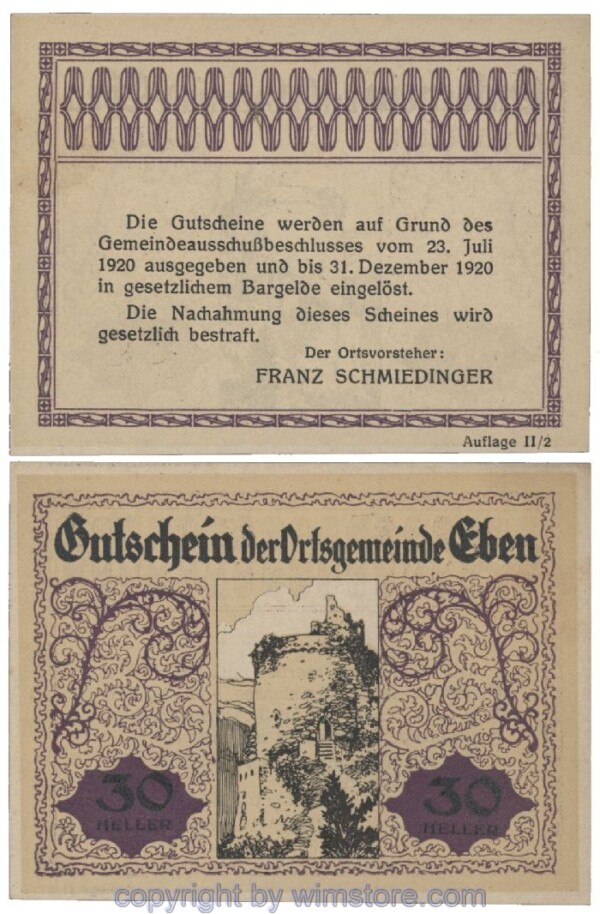 Die Gutscheine werden auf Grund des
Gemeindeausschußbeschlusses vom 23. Juli
1920 ausgegeben und bis 31. Dezember 1920
in gesetzlichem Bargelde eingelöst.
Die Nachahmung dieses Scheines wird
gesetzlich bestraft.
Der Ortsvorsteher:
FRANZ SCHMIEDINGER
Auflage II/2
Gutschein der Ortsgemeinde Eben
30
HELLER
30
HELLER
copyright by wimstore.com